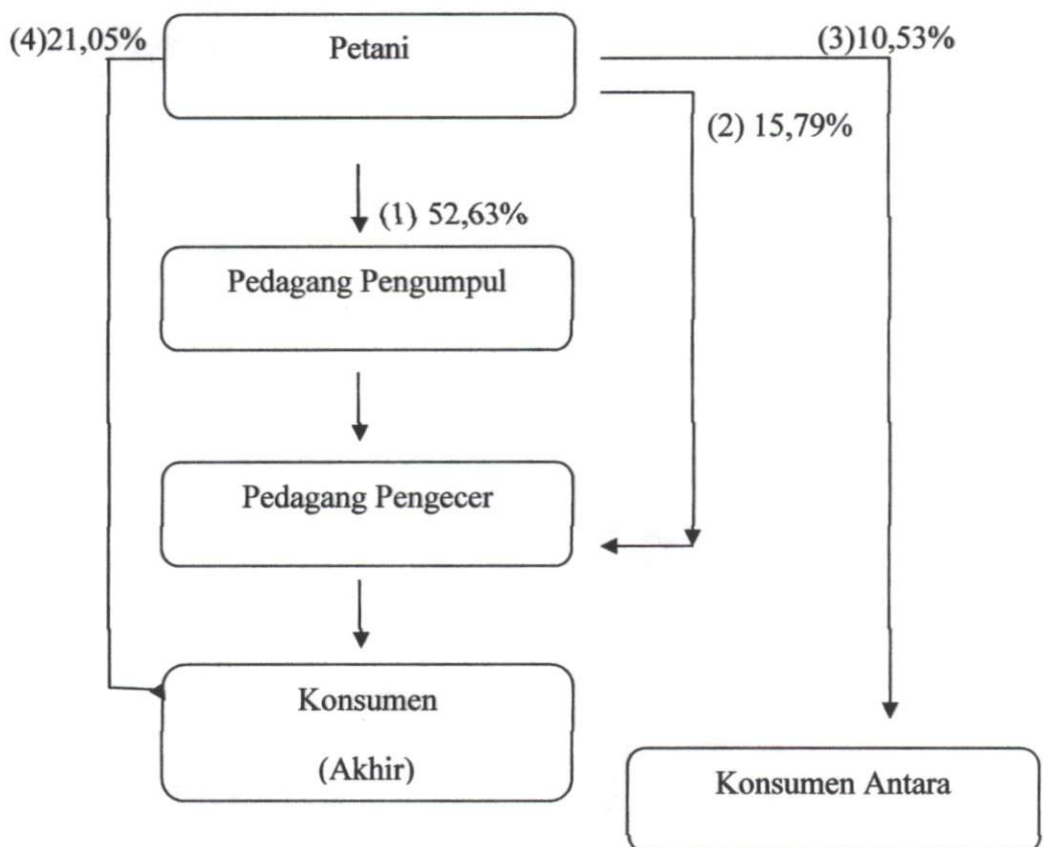 (4)21,05%
Petani
(3)10,53%
(2) 15,79%
(1) 52,63%
Pedagang Pengumpul
Pedagang Pengecer
Konsumen
(Akhir)
Konsumen Antara